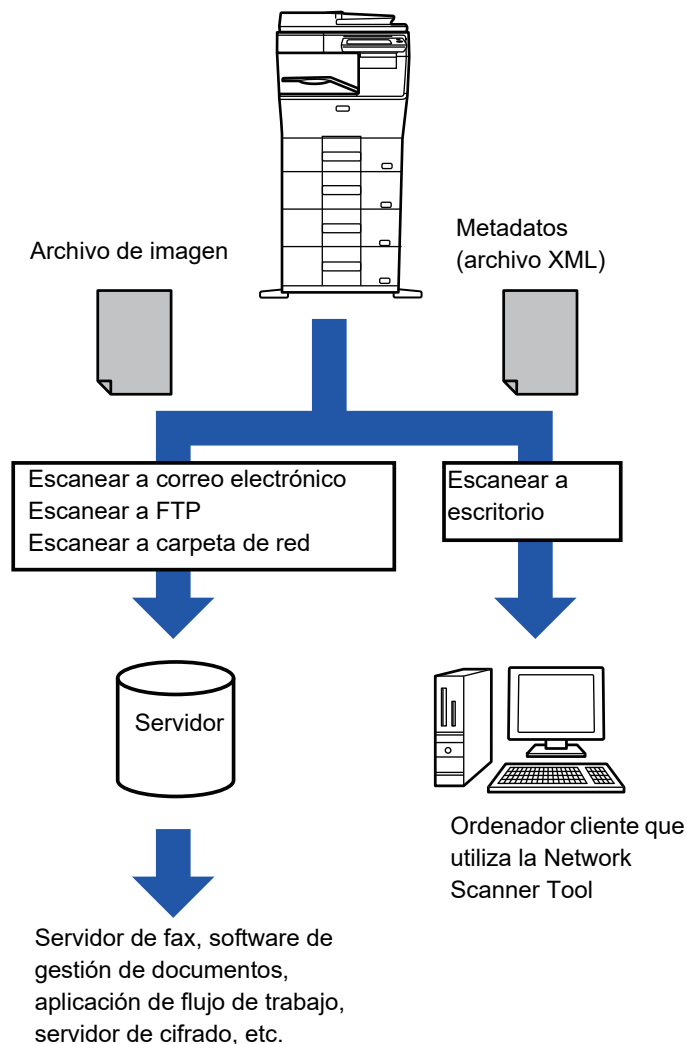 Archivo de imagen
Metadatos
(archivo XML)
Escanear a correo electrónico
Escanear a FTP
Escanear a carpeta de red
Escanear a
escritorio
Servidor
Ordenador cliente que
utiliza la Network
Scanner Tool
Servidor de fax, software de
gestión de documentos,
aplicación de flujo de trabajo,
servidor de cifrado, etc.